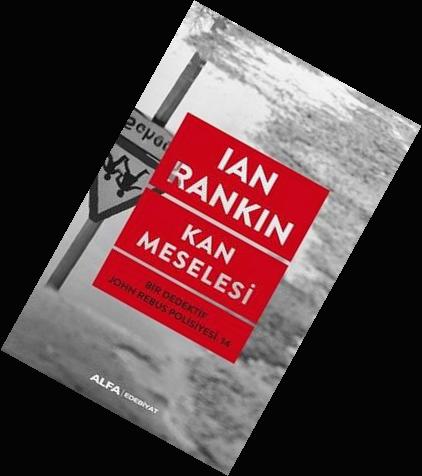 IAN
RANKIN
KAN
MESELESİ
BİR DEDEKTİF
JOHN REBUS POLİSİYESİ: 14
ALFA | EDEBİYAT